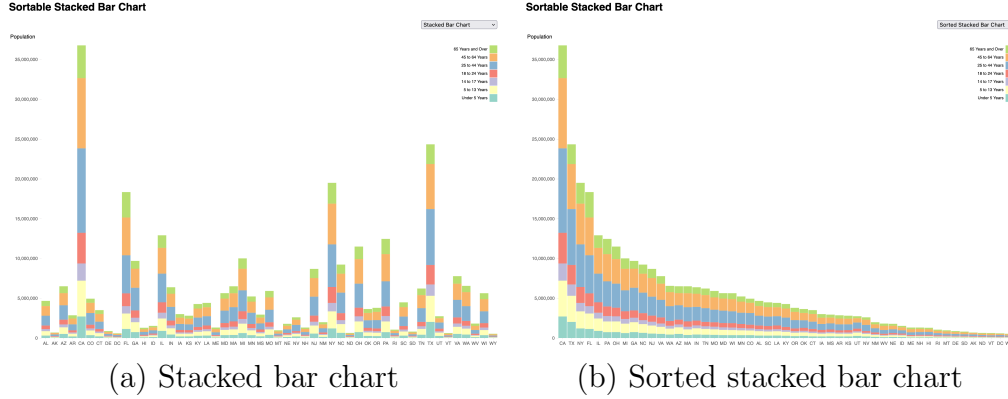 Sortable Stacked Bar Chart
Stacked Bar Chart
Population
65 Years and Over
45 to 64 Years
25 to 44 Years
18 to 24 Years
14 to 17 Years
5 to 13 Years
Under 5 Years
35,000,000
30,000,000
25,000,000
20,000,000
15,000,000
10,000,000
5,000,000
0
AL AK AZ AR CA CO CT DE DC FL GA HI ID IL IN IA KS KY LA ME MD MA MI MN MS MO MT NE NV NH NJ NM NY NC ND OH OK OR PA RI SC SD TN TX UT VT VA WA WV WI WY
(a) Stacked bar chart
Sortable Stacked Bar Chart
Sorted Stacked Bar Chart
Population
65 Years and Over
45 to 64 Years
25 to 44 Years
18 to 24 Years
14 to 17 Years
5 to 13 Years
Under 5 Years
35,000,000
30,000,000
25,000,000
20,000,000
15,000,000
10,000,000
5,000,000
0
CA TX NY FL IL PA OH MI GA NC NJ VA WA AZ MA IN TN MO MD WI MN CO AL SC LA KY OR OK CT IA MS AR KS UT NV NM WV NE ID ME NH HI RI MT DE SD AK ND VT DC W
(b) Sorted stacked bar chart